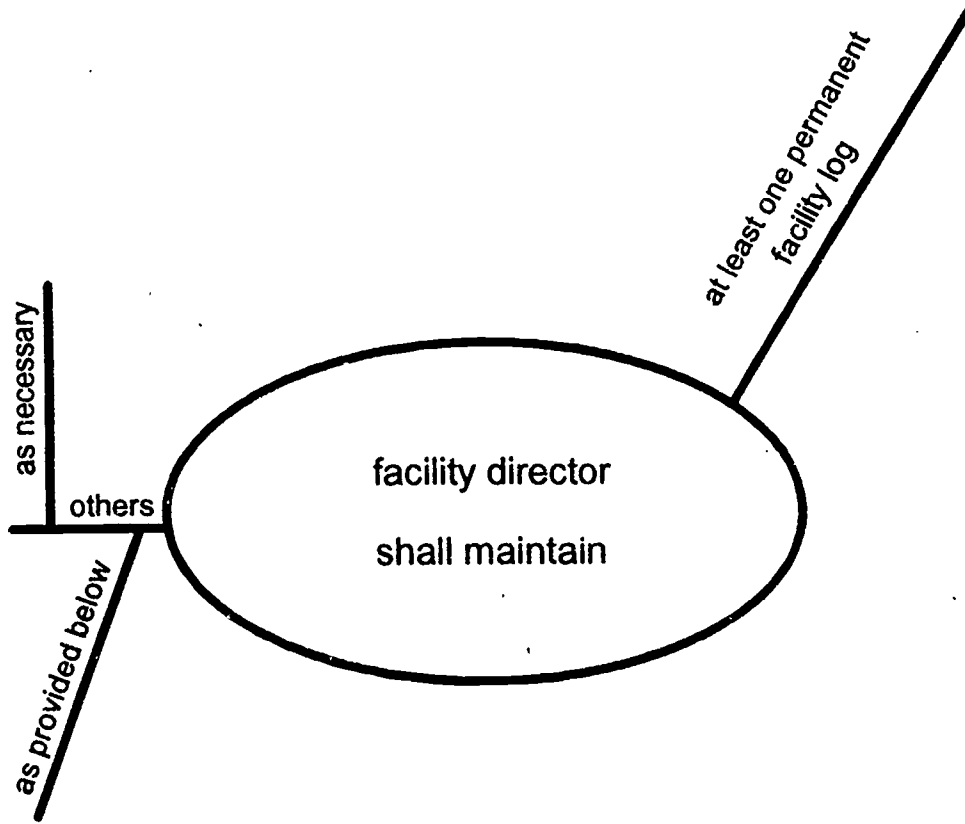 at least one permanent
facility log
as necessary
others
facility director
shall maintain
as provided below